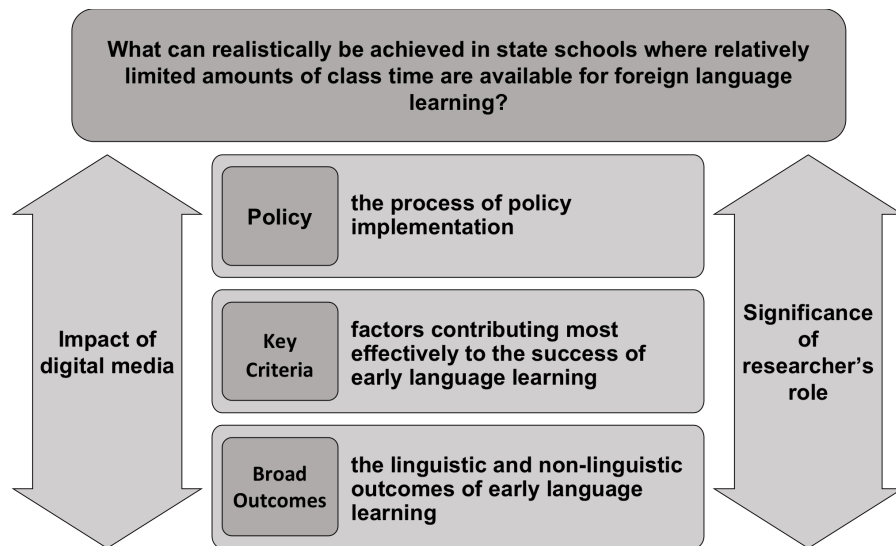 What can realistically be achieved in state schools where relatively
limited amounts of class time are available for foreign language
learning?
Impact of
digital media
Policy
the process of policy
implementation
Key
Criteria
factors contributing most
effectively to the success of
early language learning
Broad
Outcomes
the linguistic and non-linguistic
outcomes of early language
learning
Significance
of
researcher’s
role